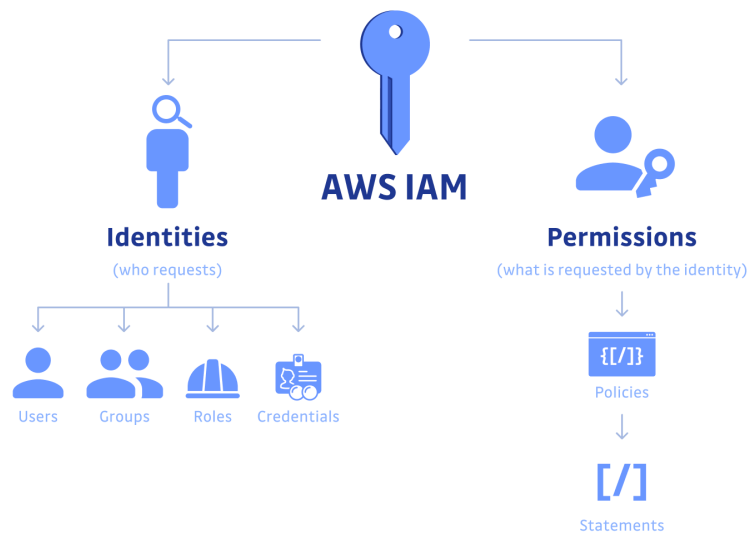 AWS IAM
Identities
(who requests)
Users
Groups
Roles
Credentials
Permissions
(what is requested by the identity)
{[/]}
Policies
[/]
Statements